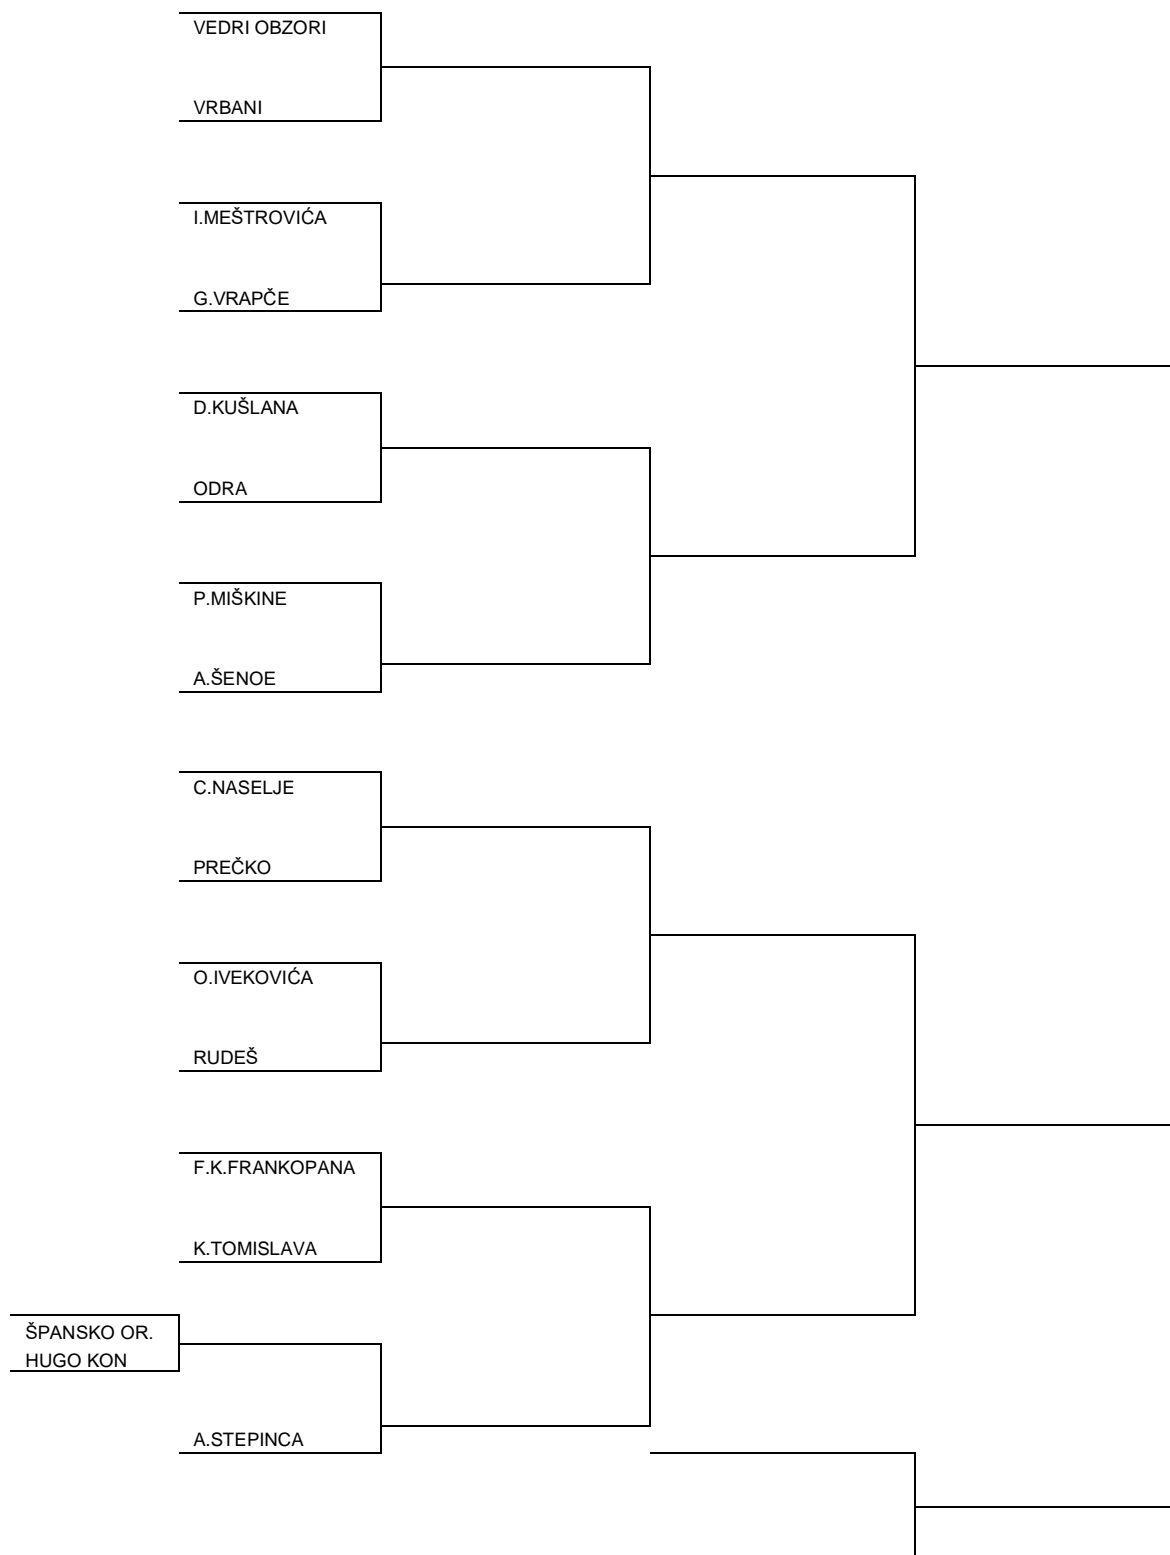 VEDRI OBZORI
VRBANI
I.MEŠTROVIĆA
G.VRAPČE
D.KUŠLANA
ODRA
P.MIŠKINE
A.ŠENOE
C.NASELJE
PREČKO
O.IVEKOVIĆA
RUDEŠ
F.K.FRANKOPANA
K.TOMISLAVA
ŠPANSKO OR.
HUGO KON
A.STEPINCA